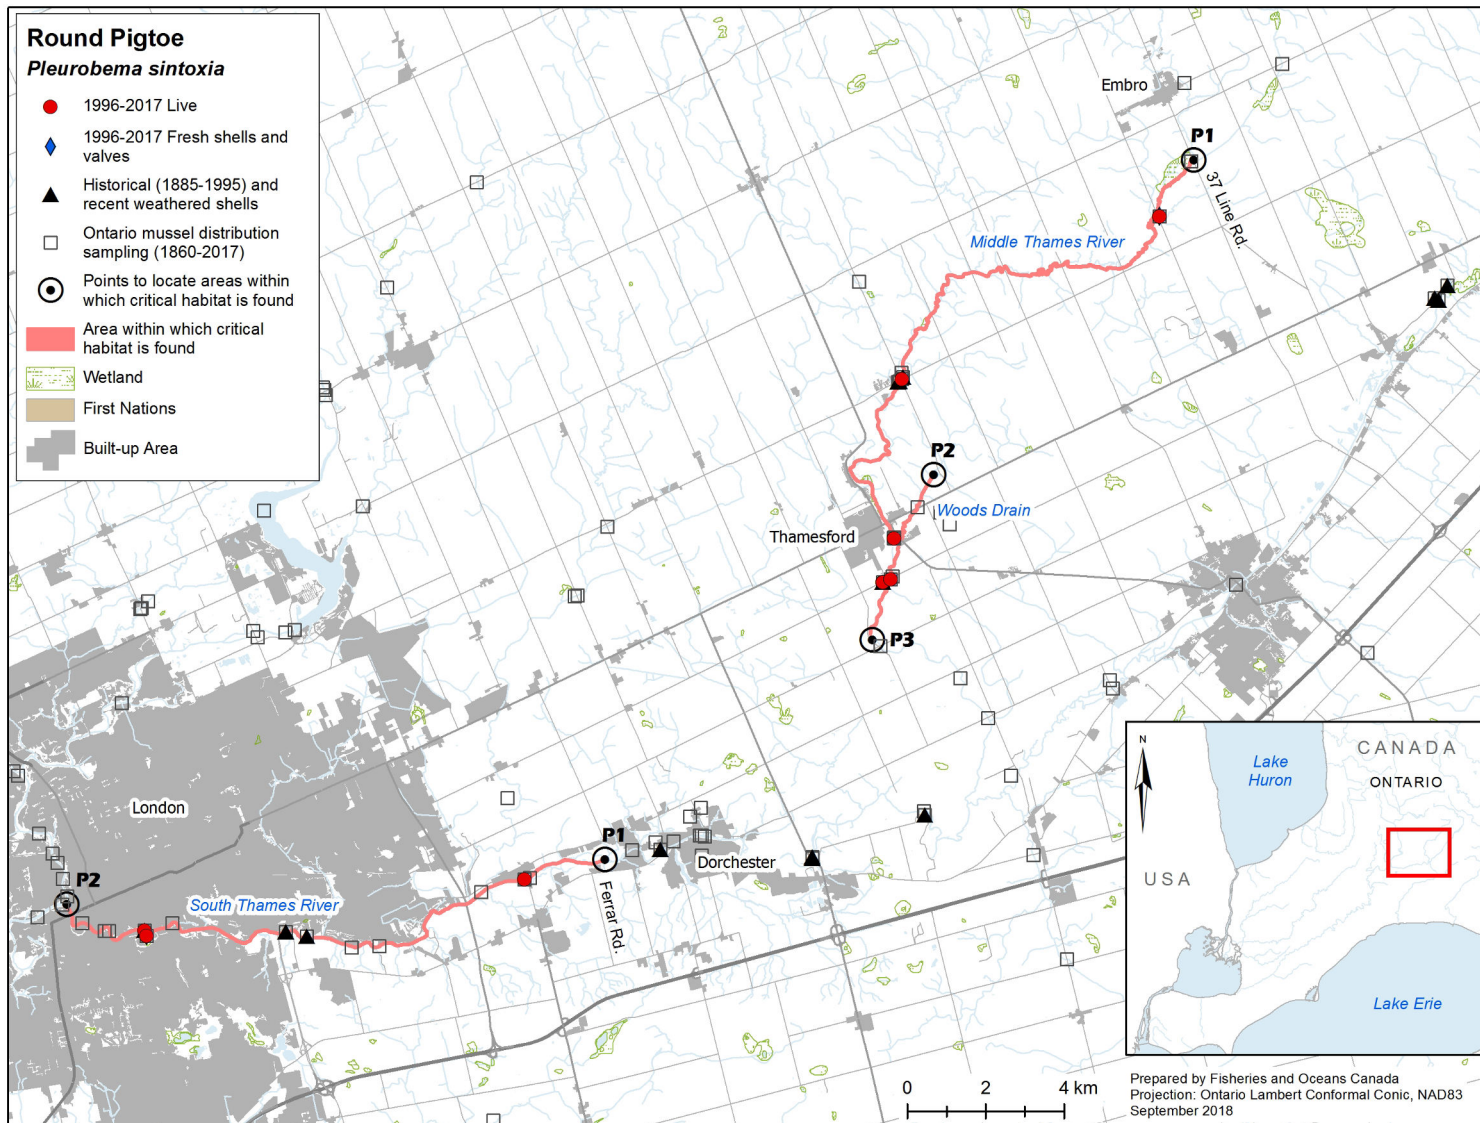 Round Pigtoe
Pleurobema sintoxia
1996-2017 Live
1996-2017 Fresh shells and
valves
Historical (1885-1995) and
recent weathered shells
Ontario mussel distribution
sampling (1860-2017)
Points to locate areas within
which critical habitat is found
Area within which critical
habitat is found
Wetland
First Nations
Built-up Area
Embro
P1
37 Line Rd.
Middle Thames River
P2
Woods Drain
Thamesford
P3
London
P1
Dorchester
P2
South Thames River
Ferrar Rd.
N
CANADA
Lake
Huron
ONTARIO
USA
Lake Erie
0 2 4 km
Prepared by Fisheries and Oceans Canada
Projection: Ontario Lambert Conformal Conic, NAD83
September 2018